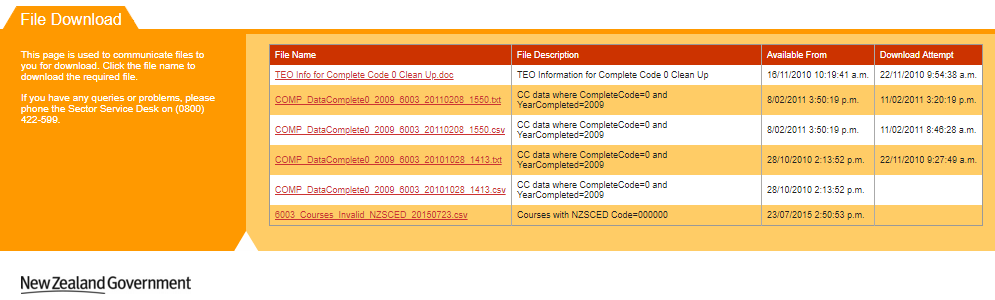 File Download
This page is used to communicate files to
you for download. Click the file name to
download the required file.
If you have any queries or problems, please
phone the Sector Service Desk on (0800)
422-599.
File Name File Description Available From Download Attempt
TEO Info for Complete Code 0 Clean Up.doc TEO Information for Complete Code 0 Clean Up 16/11/2010 10:19:41 a.m. 22/11/2010 9:54:38 a.m.
COMP_DataComplete0_2009_6003_20110208_1550.txt CC data where CompleteCode=0 and 8/02/2011 3:50:19 p.m. 11/02/2011 3:20:19 p.m.
YearCompleted=2009
COMP_DataComplete0_2009_6003_20110208_1550.csv CC data where CompleteCode=0 and 8/02/2011 3:50:19 p.m. 11/02/2011 8:46:28 a.m.
YearCompleted=2009
COMP_DataComplete0_2009_6003_20101028_1413.txt CC data where CompleteCode=0 and 28/10/2010 2:13:52 p.m. 22/11/2010 9:27:49 a.m.
YearCompleted=2009
COMP_DataComplete0_2009_6003_20101028_1413.csv CC data where CompleteCode=0 and 28/10/2010 2:13:52 p.m.
YearCompleted=2009
6003_Courses_Invalid_NZSCED_20150723.csv Courses with NZSCED Code=000000 23/07/2015 2:50:53 p.m.
New Zealand Government